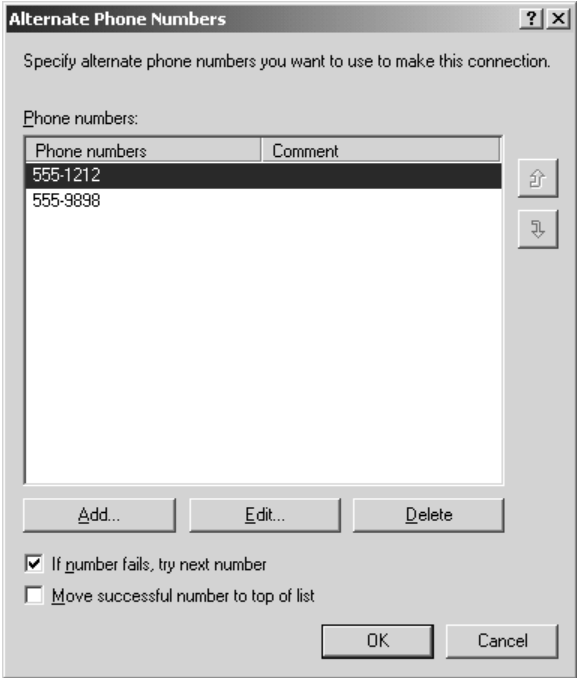 Alternate Phone Numbers ? X
Specify alternate phone numbers you want to use to make this connection.
Phone numbers:
Phone numbers Comment
555-1212
555-9898
Add... Edit... Delete
If number fails, try next number
Move successful number to top of list
OK Cancel